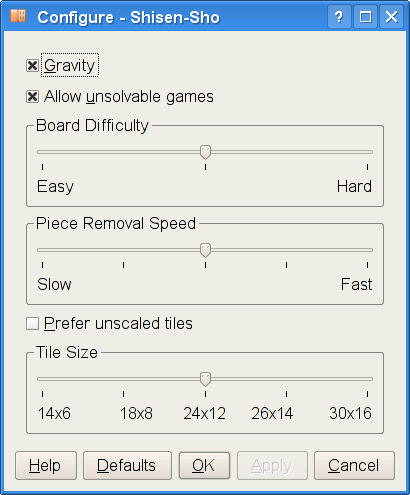 Configure - Shisen-Sho
Gravity
Allow unsolvable games
Board Difficulty
Easy Hard
Piece Removal Speed
Slow Fast
Prefer unscaled tiles
Tile Size
14x6 18x8 24x12 26x14 30x16
Help Defaults OK Apply Cancel